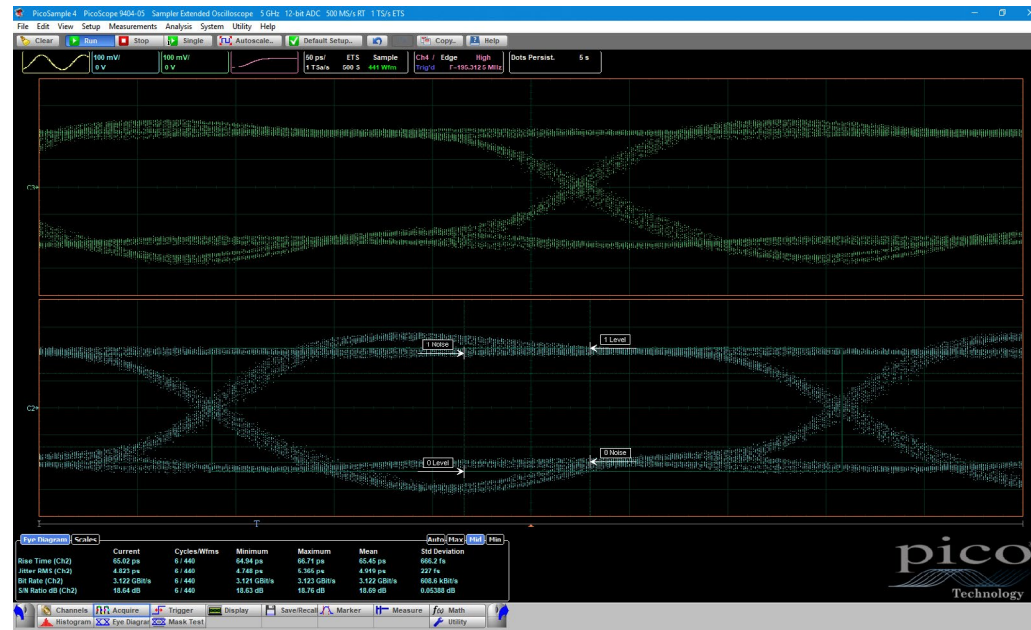 PicoSample 4 PicoScope 9404-05 Sampler Extended Oscilloscope 5 GHz 12-bit ADC 500 MS/s RT 1 TS/s ETS
File Edit View Setup Measurements Analysis System Utility Help
Clear Run Stop Single Autoscale.. Default Setup.. Copy.. Help
100 mV/ 100 mV/ 50 ps/ ETS Sample Ch4 / Edge High Dots Persist. 5 s
0 V 0 V 1 TSa/s 500 S 441 Wfm Trig'd F~195.3125 MHz
C3
1 Noise 1 Level
C2
0 Level 0 Noise
T
Eye Diagram Scales Auto Max Mid Min
Current Cycles/Wfms Minimum Maximum Mean Std Deviation
Rise Time (Ch2) 65.02 ps 6 / 440 64.94 ps 66.71 ps 65.45 ps 666.2 fs
Jitter RMS (Ch2) 4.823 ps 6 / 440 4.748 ps 5.365 ps 4.919 ps 227 fs
Bit Rate (Ch2) 3.122 GBit/s 6 / 440 3.121 GBit/s 3.123 GBit/s 3.122 GBit/s 608.6 kBit/s
S/N Ratio dB (Ch2) 18.64 dB 6 / 440 18.63 dB 18.76 dB 18.69 dB 0.05388 dB
pico
Technology
Channels Acquire Trigger Display Save/Recall Marker Measure Math
Histogram Eye Diagrar Mask Test Utility